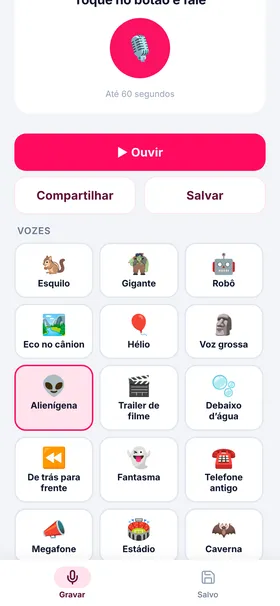 Toque no botão e fale
Até 60 segundos
▶ Ouvir
Compartilhar
Salvar
VOZES
Esquilo
Gigante
Robô
Eco no cânion
Hélio
Voz grossa
Alienígena
Trailer de
filme
Debaixo
d'água
De trás para
frente
Fantasma
Telefone
antigo
Megafone
Estádio
Caverna
Gravar
Salvo